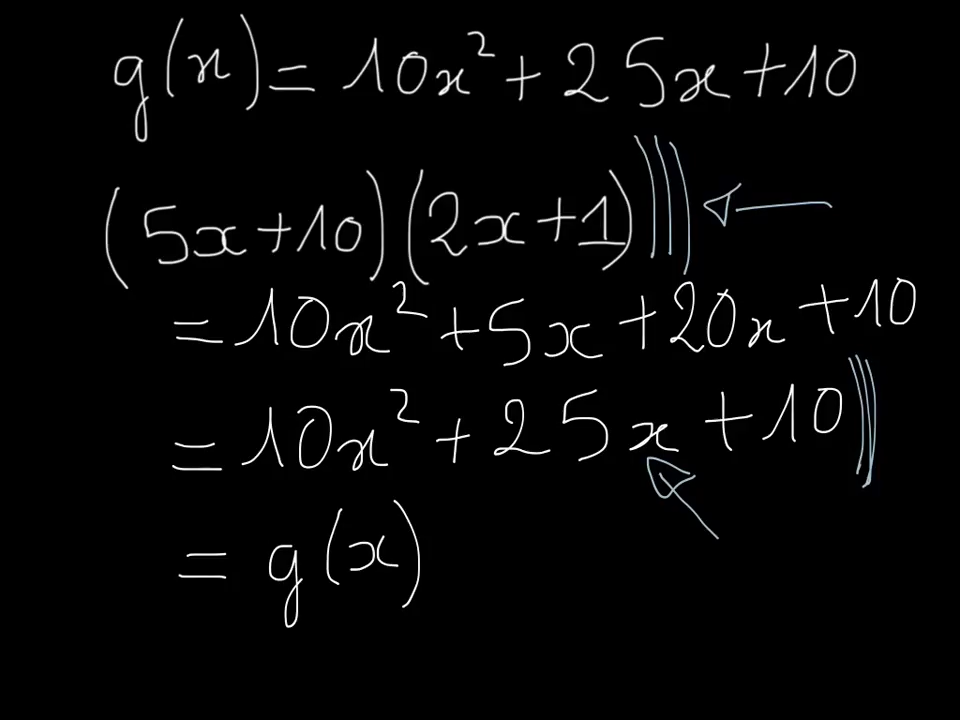 g(x) = 10x² + 25x + 10
(5x + 10)(2x + 1)
= 10x² + 5x + 20x + 10
= 10x² + 25x + 10
= g(x)